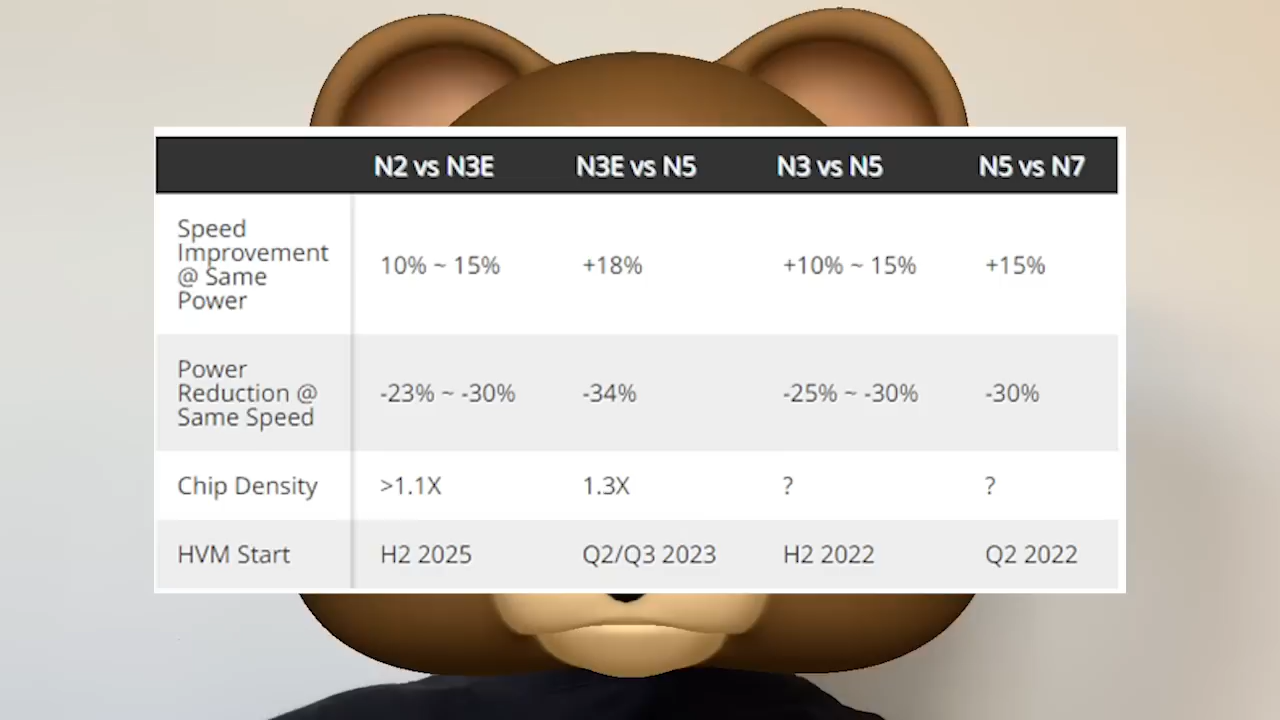 N2 vs N3E N3E vs N5 N3 vs N5 N5 vs N7
Speed
Improvement
@ Same
Power
10% ~ 15% +18% +10% ~ 15% +15%
Power
Reduction @
Same Speed
-23% ~ -30% -34% -25% ~ -30% -30%
Chip Density >1.1X 1.3X ? ?
HVM Start H2 2025 Q2/Q3 2023 H2 2022 Q2 2022